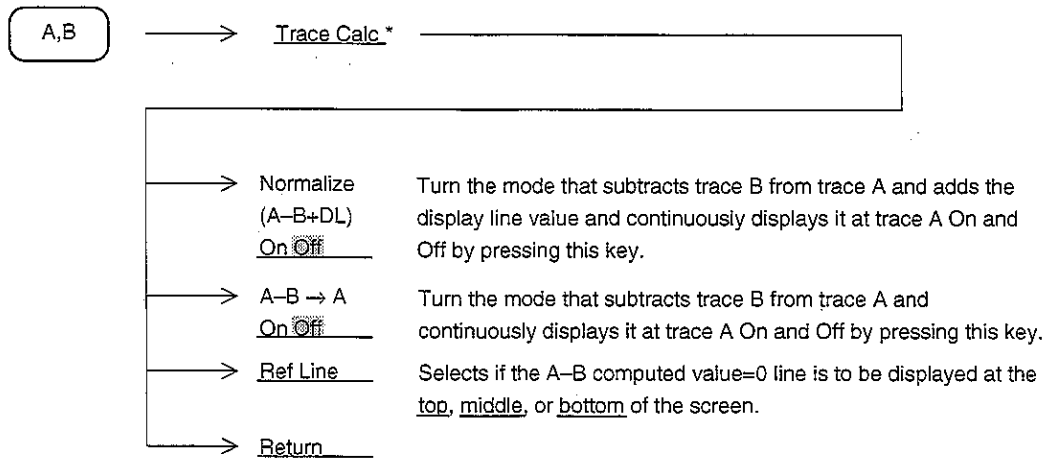 A,B
Trace Calc *
Normalize Turn the mode that subtracts trace B from trace A and adds the
(A–B+DL) display line value and continuously displays it at trace A On and
On Off Off by pressing this key.
A–B → A Turn the mode that subtracts trace B from trace A and
On Off continuously displays it at trace A On and Off by pressing this key.
Ref Line Selects if the A–B computed value=0 line is to be displayed at the
top, middle, or bottom of the screen.
Return